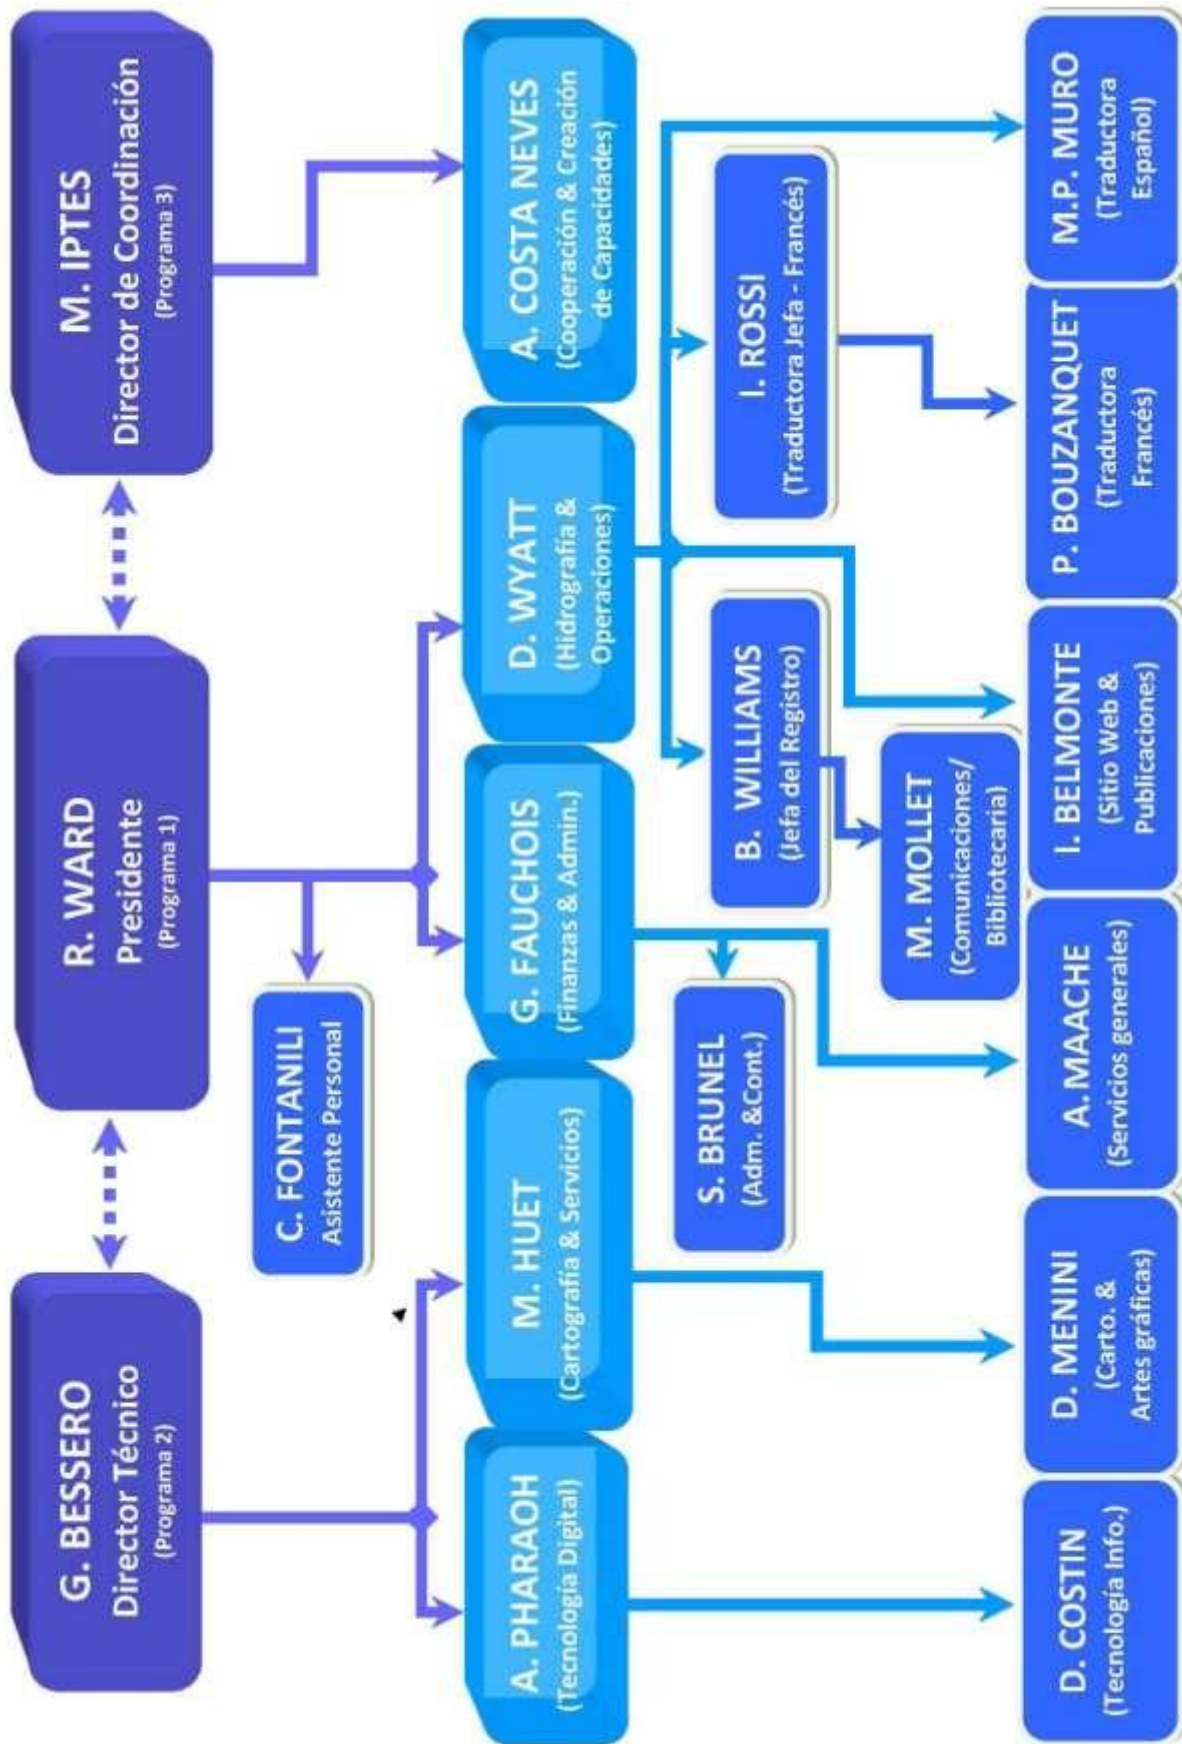 G. BESSERO
Director Técnico
(Programa 2)
R. WARD
Presidente
(Programa 1)
M. IPTES
Director de Coordinación
(Programa 3)
C. FONTANILI
Asistente Personal
A. PHARAOH
(Tecnología Digital)
M. HUET
(Cartografía & Servicios)
G. FAUCHOIS
(Finanzas & Admin.)
D. WYATT
(Hidrografía &
Operaciones)
A. COSTA NEVES
(Cooperación & Creación
de Capacidades)
S. BRUNEL
(Adm. &Cont.)
B. WILLIAMS
(Jefa del Registro)
I. ROSSI
(Traductora Jefa - Francés)
M. MOLLET
(Comunicaciones/
Bibliotecaria)
D. COSTIN
(Tecnología Info.)
D. MENINI
(Carto. &
Artes gráficas)
A. MAACHE
(Servicios generales)
I. BELMONTE
(Sitio Web &
Publicaciones)
P. BOUZANQUET
(Traductora
Francés)
M.P. MURO
(Traductora
Español)